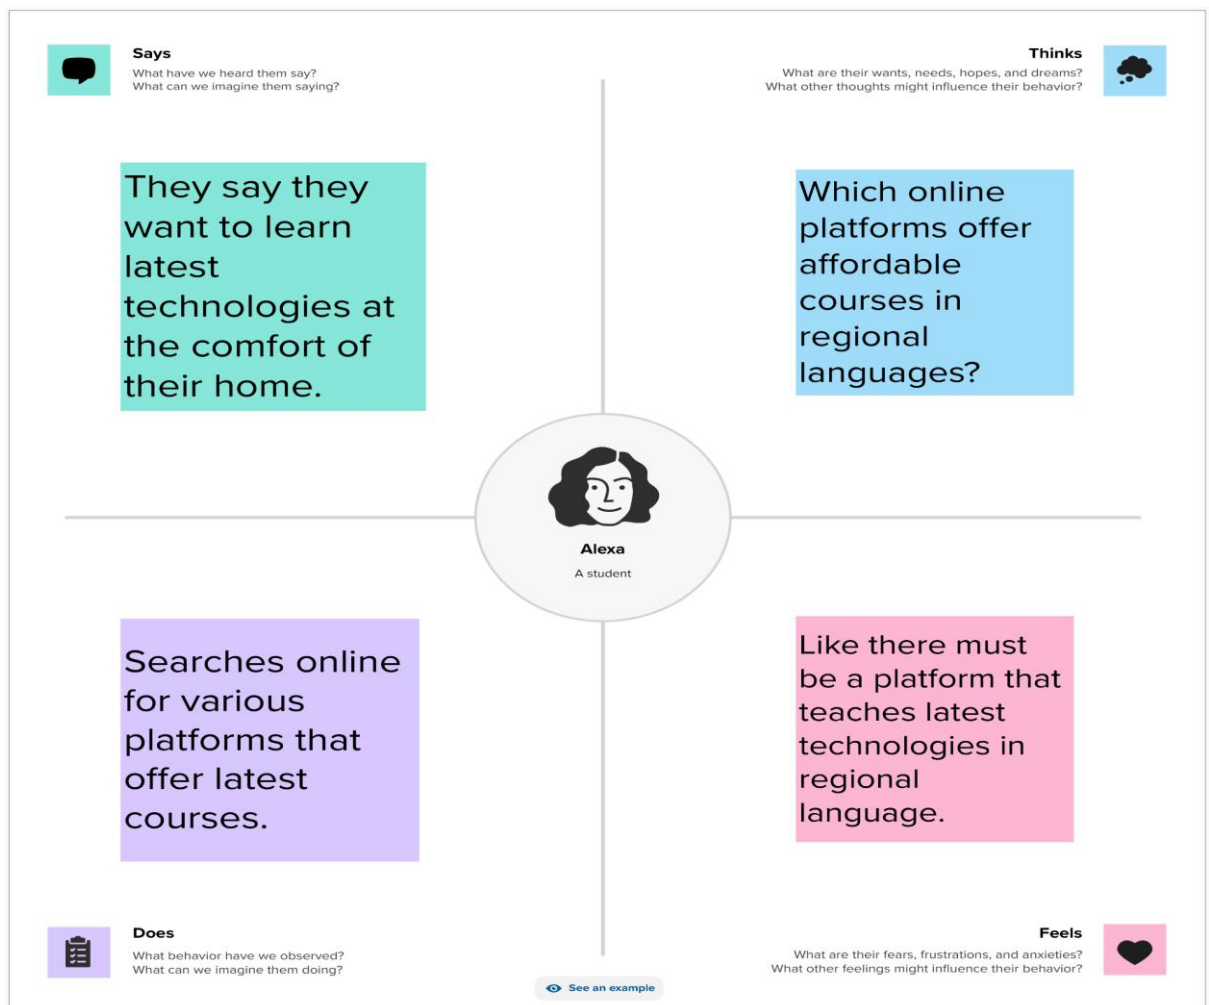 Says
What have we heard them say?
What can we imagine them saying?
Thinks
What are their wants, needs, hopes, and dreams?
What other thoughts might influence their behavior?
They say they
want to learn
latest
technologies at
the comfort of
their home.
Which online
platforms offer
affordable
courses in
regional
languages?
Alexa
A student
Searches online
for various
platforms that
offer latest
courses.
Like there must
be a platform that
teaches latest
technologies in
regional
language.
Does
What behavior have we observed?
What can we imagine them doing?
Feels
What are their fears, frustrations, and anxieties?
What other feelings might influence their behavior?
See an example